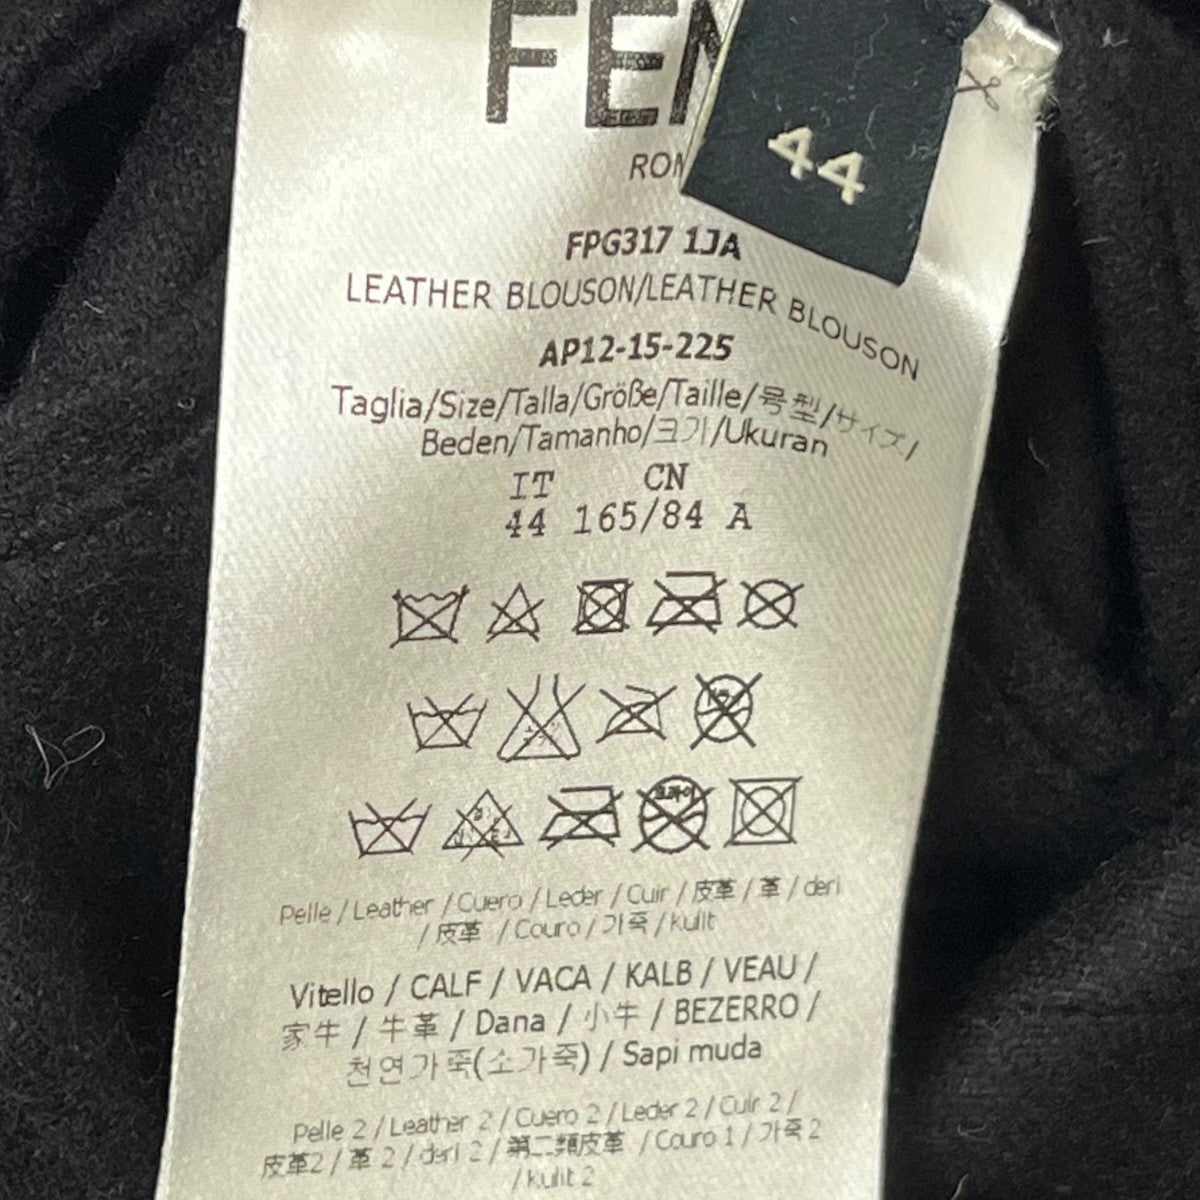 FEN
RO
44
FPG317 1JA
LEATHER BLOUSON/LEATHER BLOUSON
AP12-15-225
Taglia/Size/Talla/Größe/Taille/号型/サイズ/
Beden/Tamanho/크기/Ukuran
IT CN
44 165/84 A
Pelle / Leather / Cuero / Leder / Cuir / 皮革 / 革 / deri
/ 皮革 / Couro / 가죽 / kulit
Vitello / CALF / VACA / KALB / VEAU /
家牛 / 牛革 / Dana / 小牛 / BEZERRO /
천연가죽(소가죽) / Sapi muda
Pelle 2 / Leather 2 / Cuero 2 / Leder 2 / Cuir 2 /
皮革2 / 革 2 / deri 2 / 第二類皮革 / Couro 1 / 가죽 2
/ kulit 2